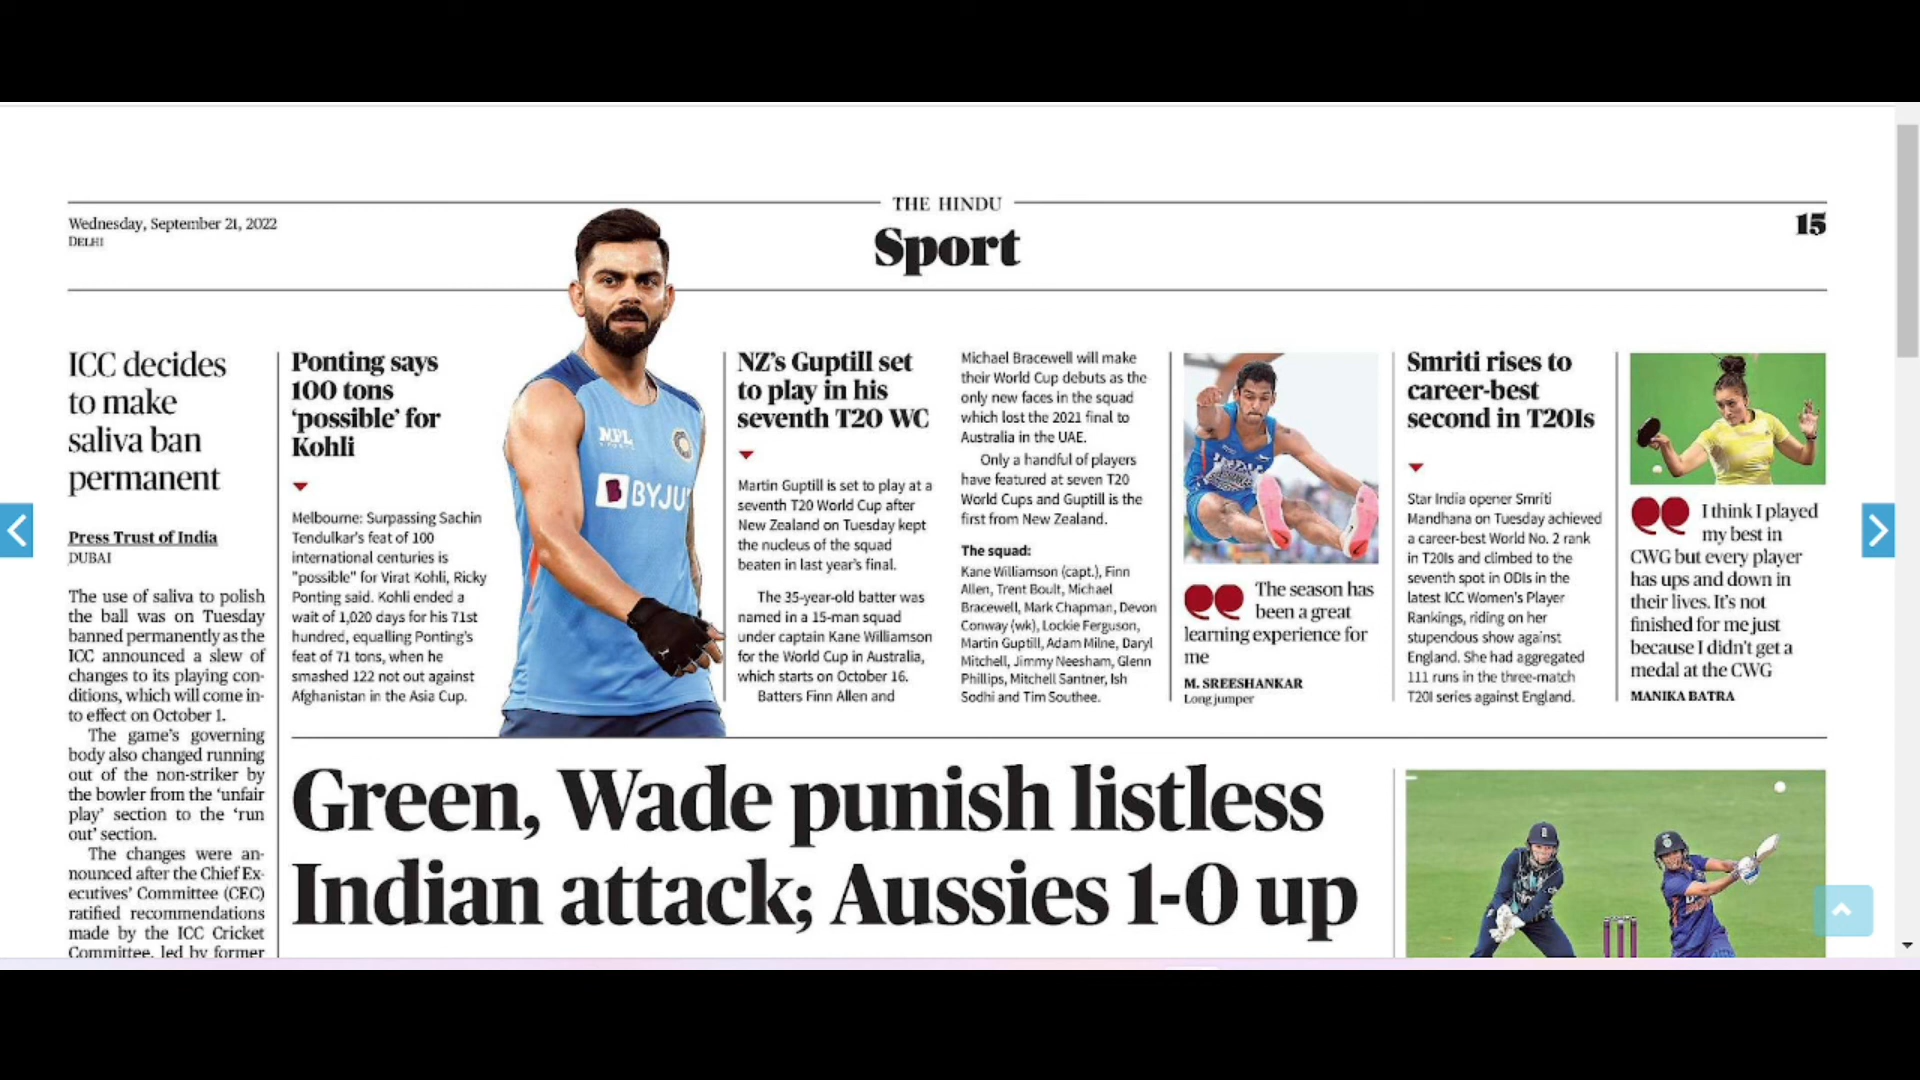 THE HINDU
Wednesday, September 21, 2022
DELHI
Sport
15
ICC decides
to make
saliva ban
permanent
Press Trust of India
DUBAI
The use of saliva to polish
the ball was on Tuesday
banned permanently as the
ICC announced a slew of
changes to its playing con-
ditions, which will come in-
to effect on October 1.
The game's governing
body also changed running
out of the non-striker by
the bowler from the 'unfair
play' section to the 'run
out' section.
The changes were an-
nounced after the Chief Ex-
ecutives' Committee (CEC)
ratified recommendations
made by the ICC Cricket
Committee, led by former
Ponting says
100 tons
'possible' for
Kohli
Melbourne: Surpassing Sachin
Tendulkar's feat of 100
international centuries is
"possible" for Virat Kohli, Ricky
Ponting said. Kohli ended a
wait of 1,020 days for his 71st
hundred, equalling Ponting's
feat of 71 tons, when he
smashed 122 not out against
Afghanistan in the Asia Cup.
MPL
BYJU
NZ's Guptill set
to play in his
seventh T20 WC
Martin Guptill is set to play at a
seventh T20 World Cup after
New Zealand on Tuesday kept
the nucleus of the squad
beaten in last year's final.
The 35-year-old batter was
named in a 15-man squad
under captain Kane Williamson
for the World Cup in Australia,
which starts on October 16.
Batters Finn Allen and
Michael Bracewell will make
their World Cup debuts as the
only new faces in the squad
which lost the 2021 final to
Australia in the UAE.
Only a handful of players
have featured at seven T20
World Cups and Guptill is the
first from New Zealand.
The squad:
Kane Williamson (capt.), Finn
Allen, Trent Boult, Michael
Bracewell, Mark Chapman, Devon
Conway (wk), Lockie Ferguson,
Martin Guptill, Adam Milne, Daryl
Mitchell, Jimmy Neesham, Glenn
Phillips, Mitchell Santner, Ish
Sodhi and Tim Southee.
INDIA
The season has
been a great
learning experience for
me
M. SREESHANKAR
Long jumper
Smriti rises to
career-best
second in T20Is
Star India opener Smriti
Mandhana on Tuesday achieved
a career-best World No. 2 rank
in T20Is and climbed to the
seventh spot in ODIs in the
latest ICC Women's Player
Rankings, riding on her
stupendous show against
England. She had aggregated
111 runs in the three-match
T20I series against England.
I think I played
my best in
CWG but every player
has ups and down in
their lives. It's not
finished for me just
because I didn't get a
medal at the CWG
MANIKA BATRA
Green, Wade punish listless
Indian attack; Aussies 1-0 up